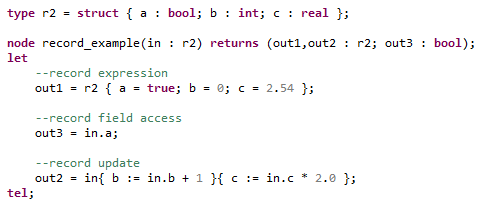 type r2 = struct { a : bool; b : int; c : real };
node record_example(in : r2) returns (out1,out2 : r2; out3 : bool);
let
--record expression
out1 = r2 { a = true; b = 0; c = 2.54 };
--record field access
out3 = in.a;
--record update
out2 = in{ b := in.b + 1 }{ c := in.c * 2.0 };
tel;